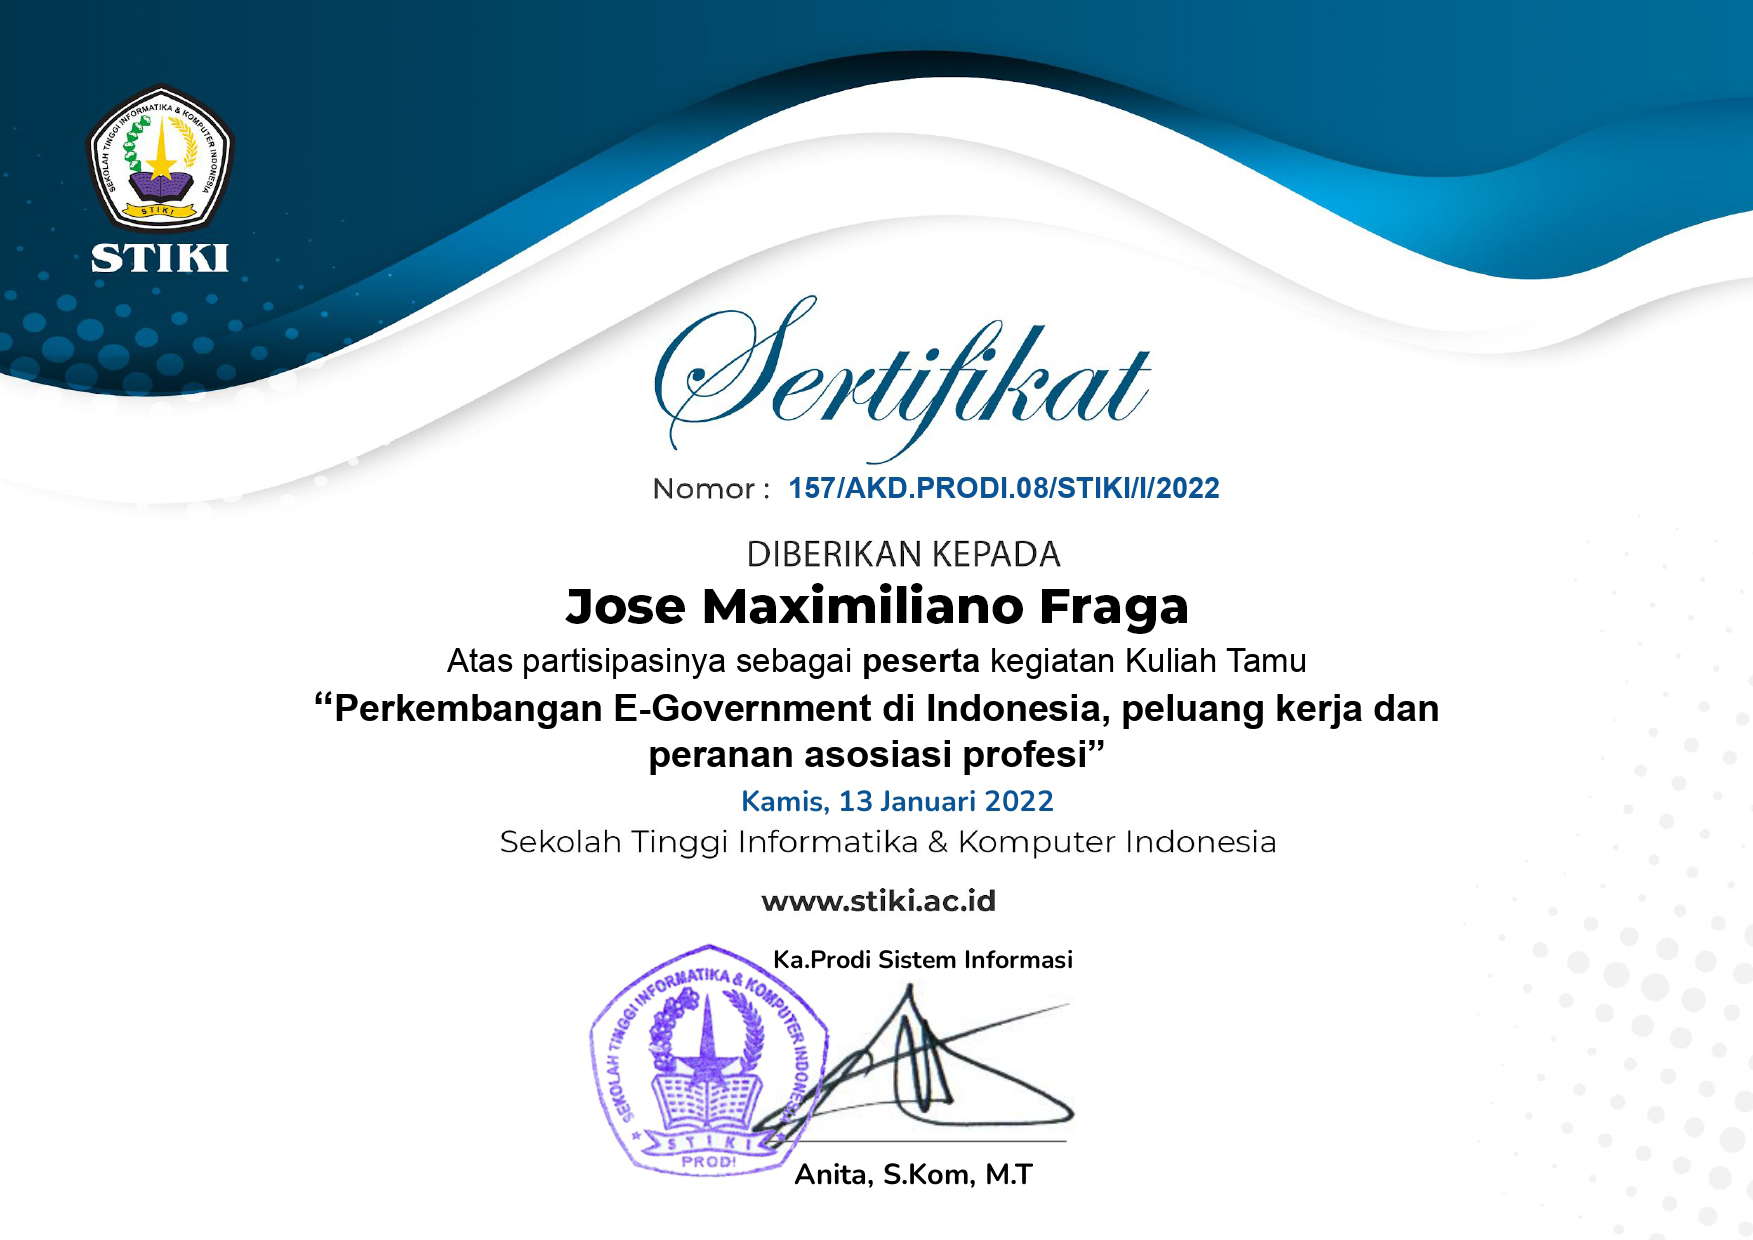 SEKOLAH TINGGI INFORMATIKA & KOMPUTER INDONESIA
STIKI
STIKI
Sertifikat
Nomor : 157/AKD.PRODI.08/STIKI/I/2022
DIBERIKAN KEPADA
Jose Maximiliano Fraga
Atas partisipasinya sebagai peserta kegiatan Kuliah Tamu
“Perkembangan E-Government di Indonesia, peluang kerja dan
peranan asosiasi profesi”
Kamis, 13 Januari 2022
Sekolah Tinggi Informatika & Komputer Indonesia
www.stiki.ac.id
Ka.Prodi Sistem Informasi
SEKOLAH TINGGI INFORMATIKA & KOMPUTER INDONESIA
STIKI
PRODI
Anita, S.Kom, M.T